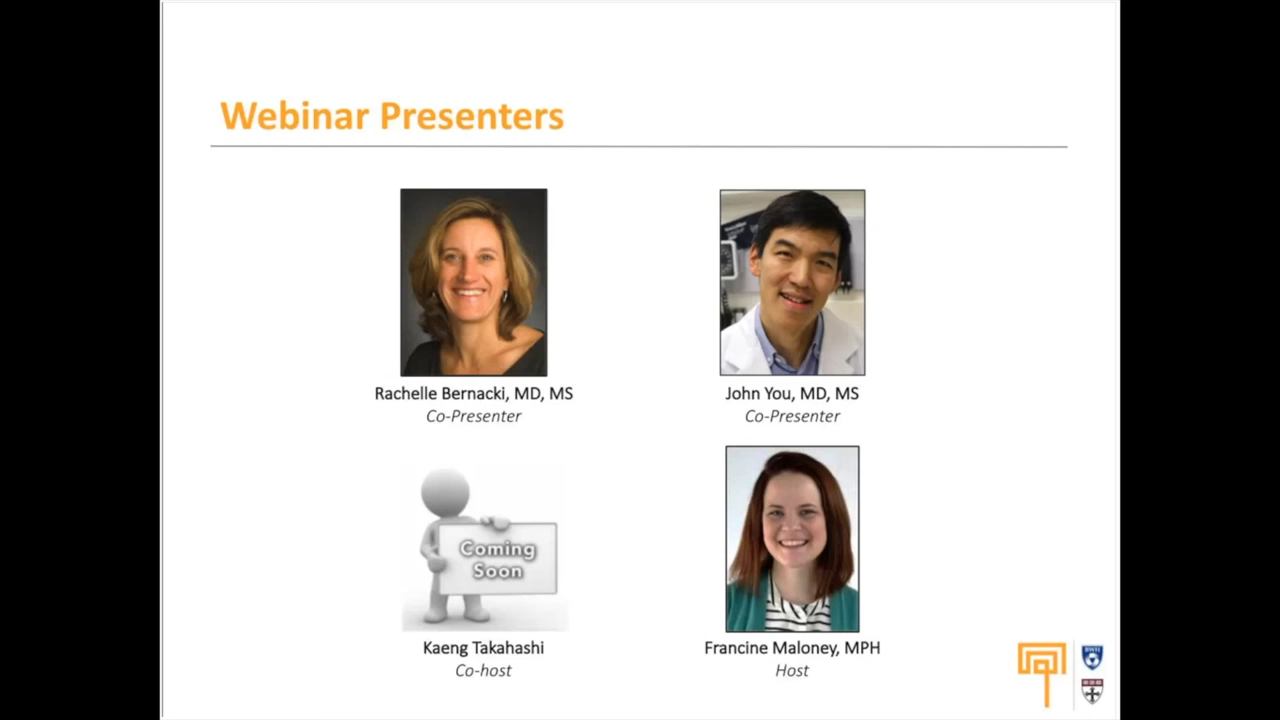 Webinar Presenters
Rachelle Bernacki, MD, MS
Co-Presenter
John You, MD, MS
Co-Presenter
Coming
Soon
Kaeng Takahashi
Co-host
Francine Maloney, MPH
Host
BWH